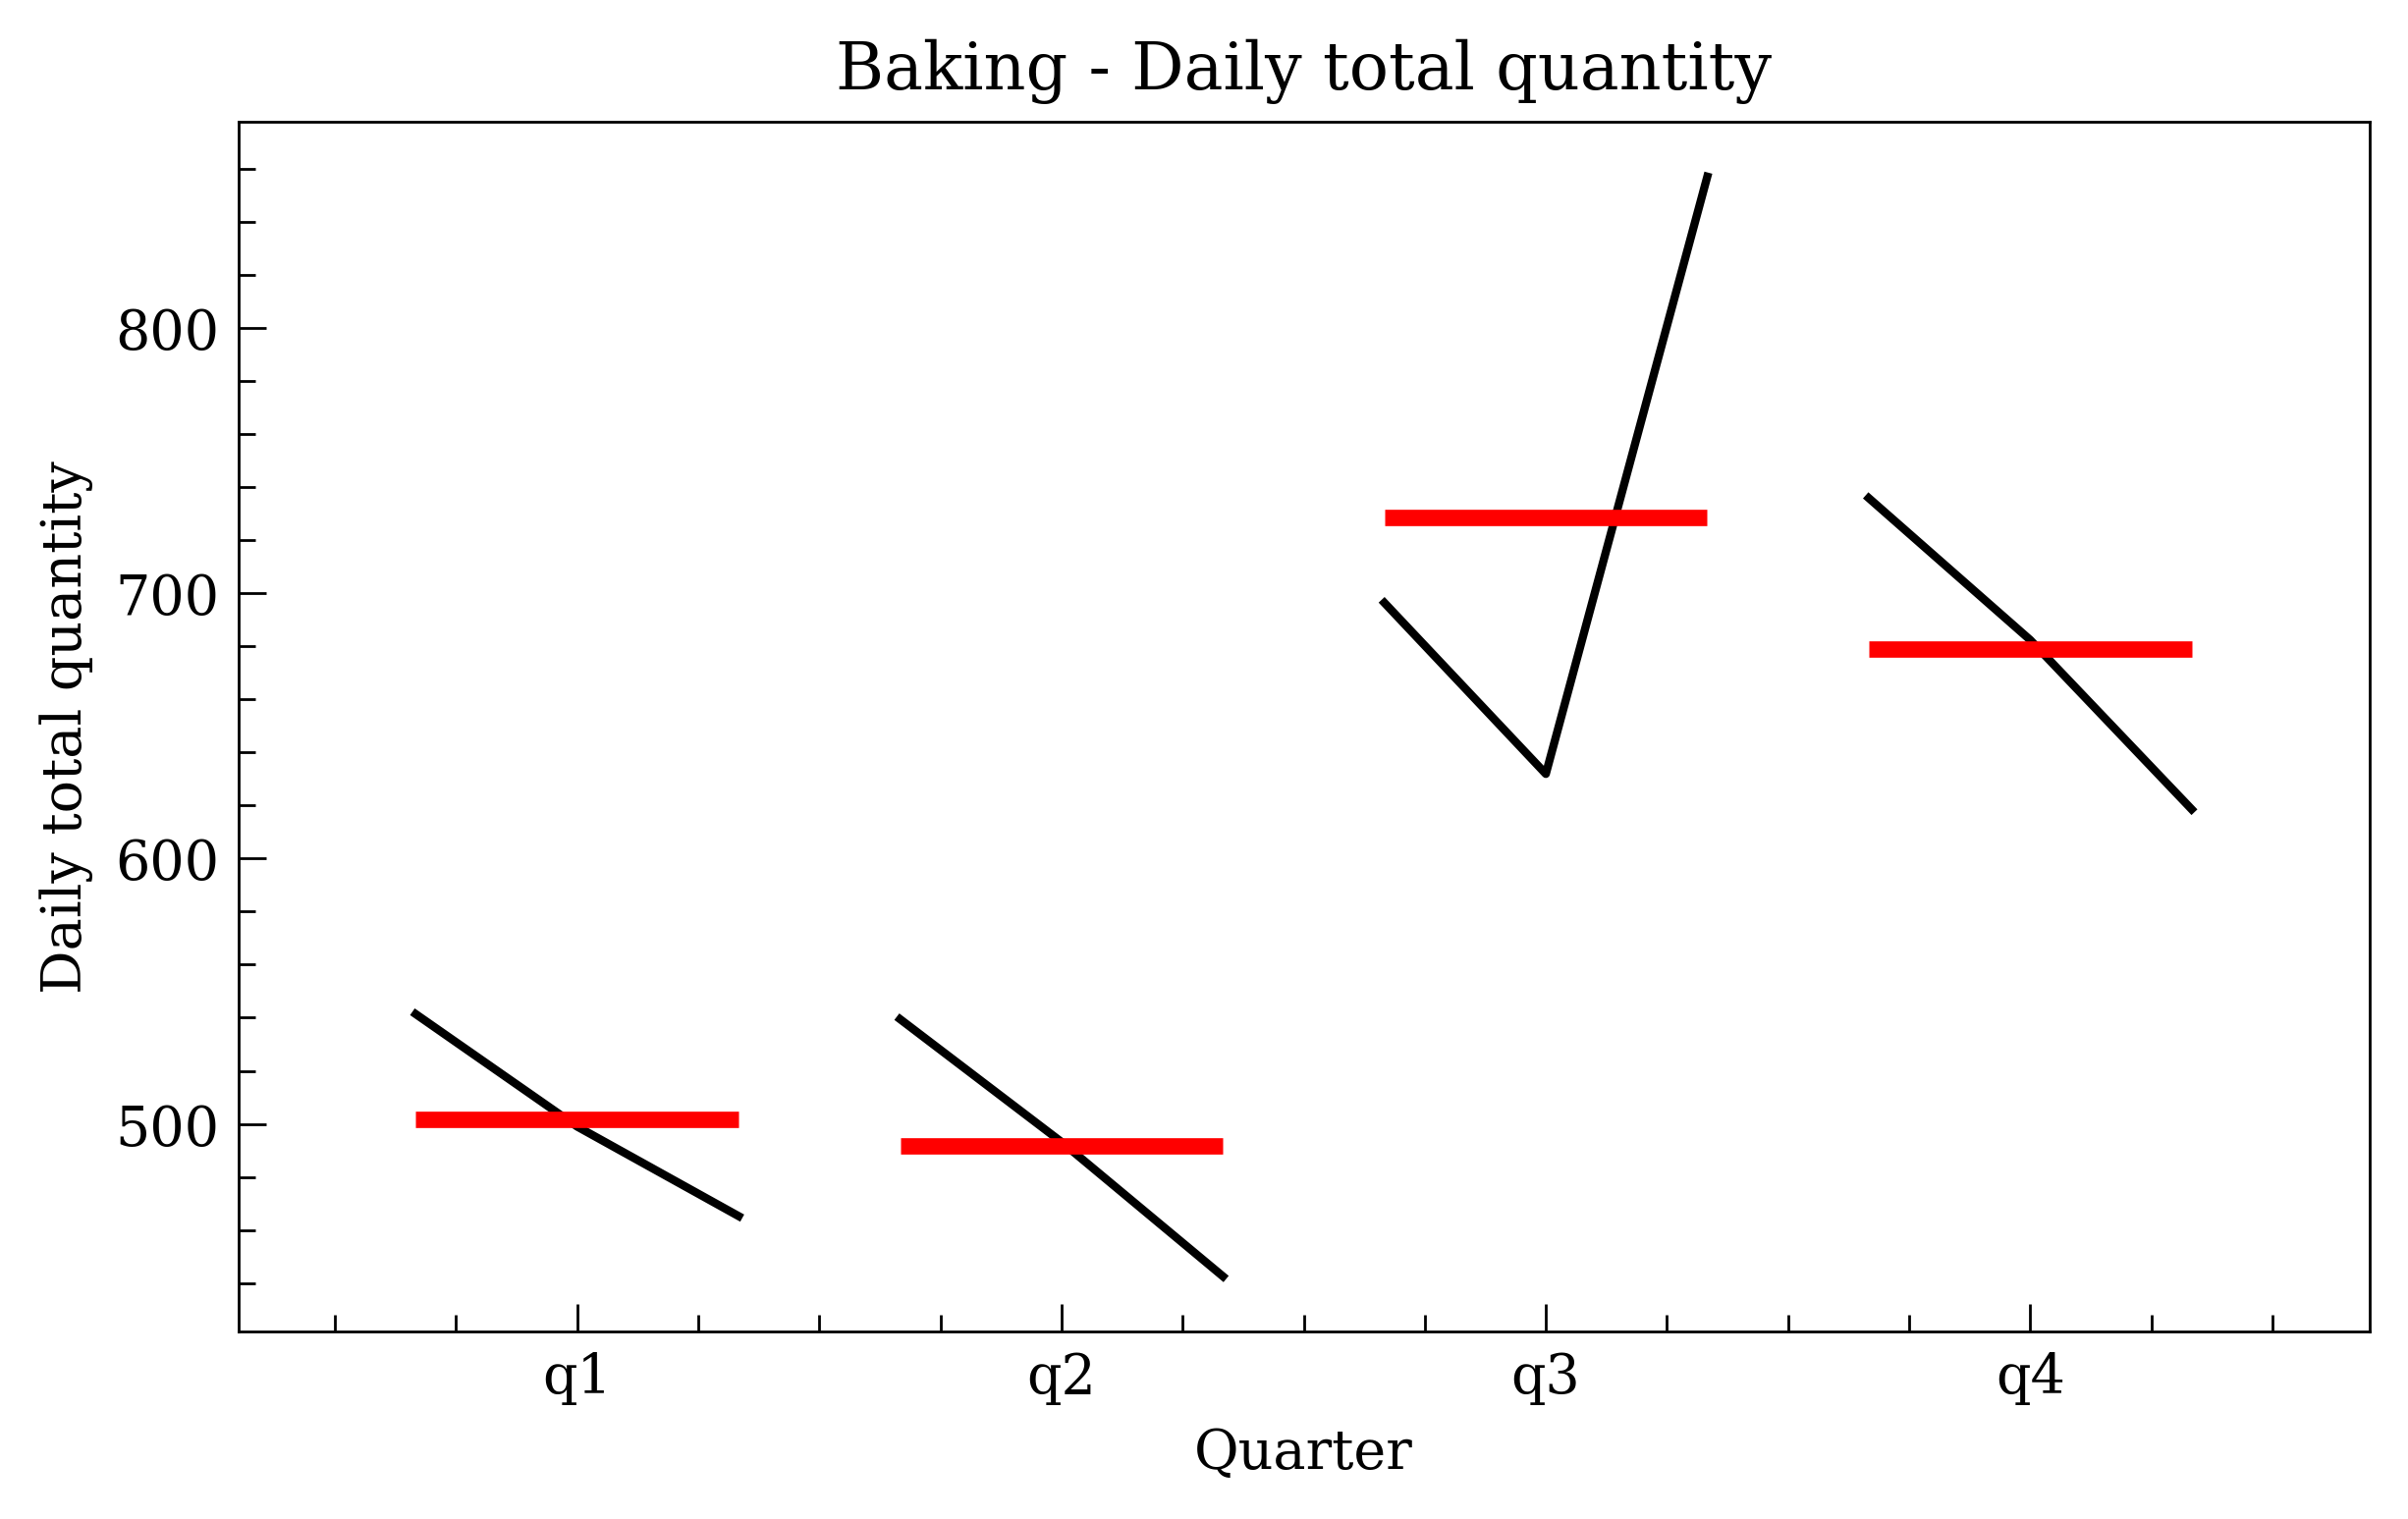 Baking - Daily total quantity
Daily total quantity
800
700
600
500
q1 q2 q3 q4
Quarter